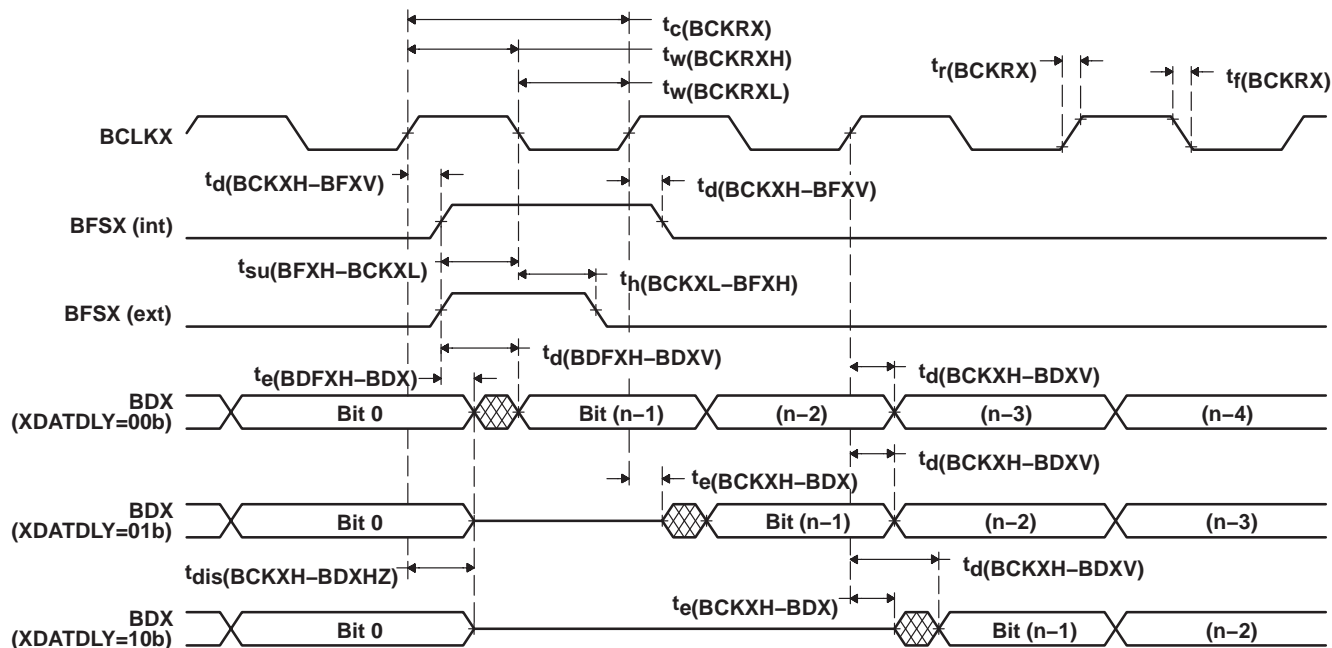 tc(BCKRX)
tw(BCKRXH)
tr(BCKRX)
tf(BCKRX)
tw(BCKRXL)
BCLKX
td(BCKXH–BFXV)
td(BCKXH–BFXV)
BFSX (int)
tsu(BFXH–BCKXL)
th(BCKXL–BFXH)
BFSX (ext)
td(BDFXH–BDXV)
te(BDFXH–BDX)
td(BCKXH–BDXV)
BDX
(XDATDLY=00b)
Bit 0
Bit (n–1)
(n–2)
(n–3)
(n–4)
td(BCKXH–BDXV)
te(BCKXH–BDX)
BDX
(XDATDLY=01b)
Bit 0
Bit (n–1)
(n–2)
(n–3)
tdis(BCKXH–BDXHZ)
td(BCKXH–BDXV)
te(BCKXH–BDX)
BDX
(XDATDLY=10b)
Bit 0
Bit (n–1)
(n–2)